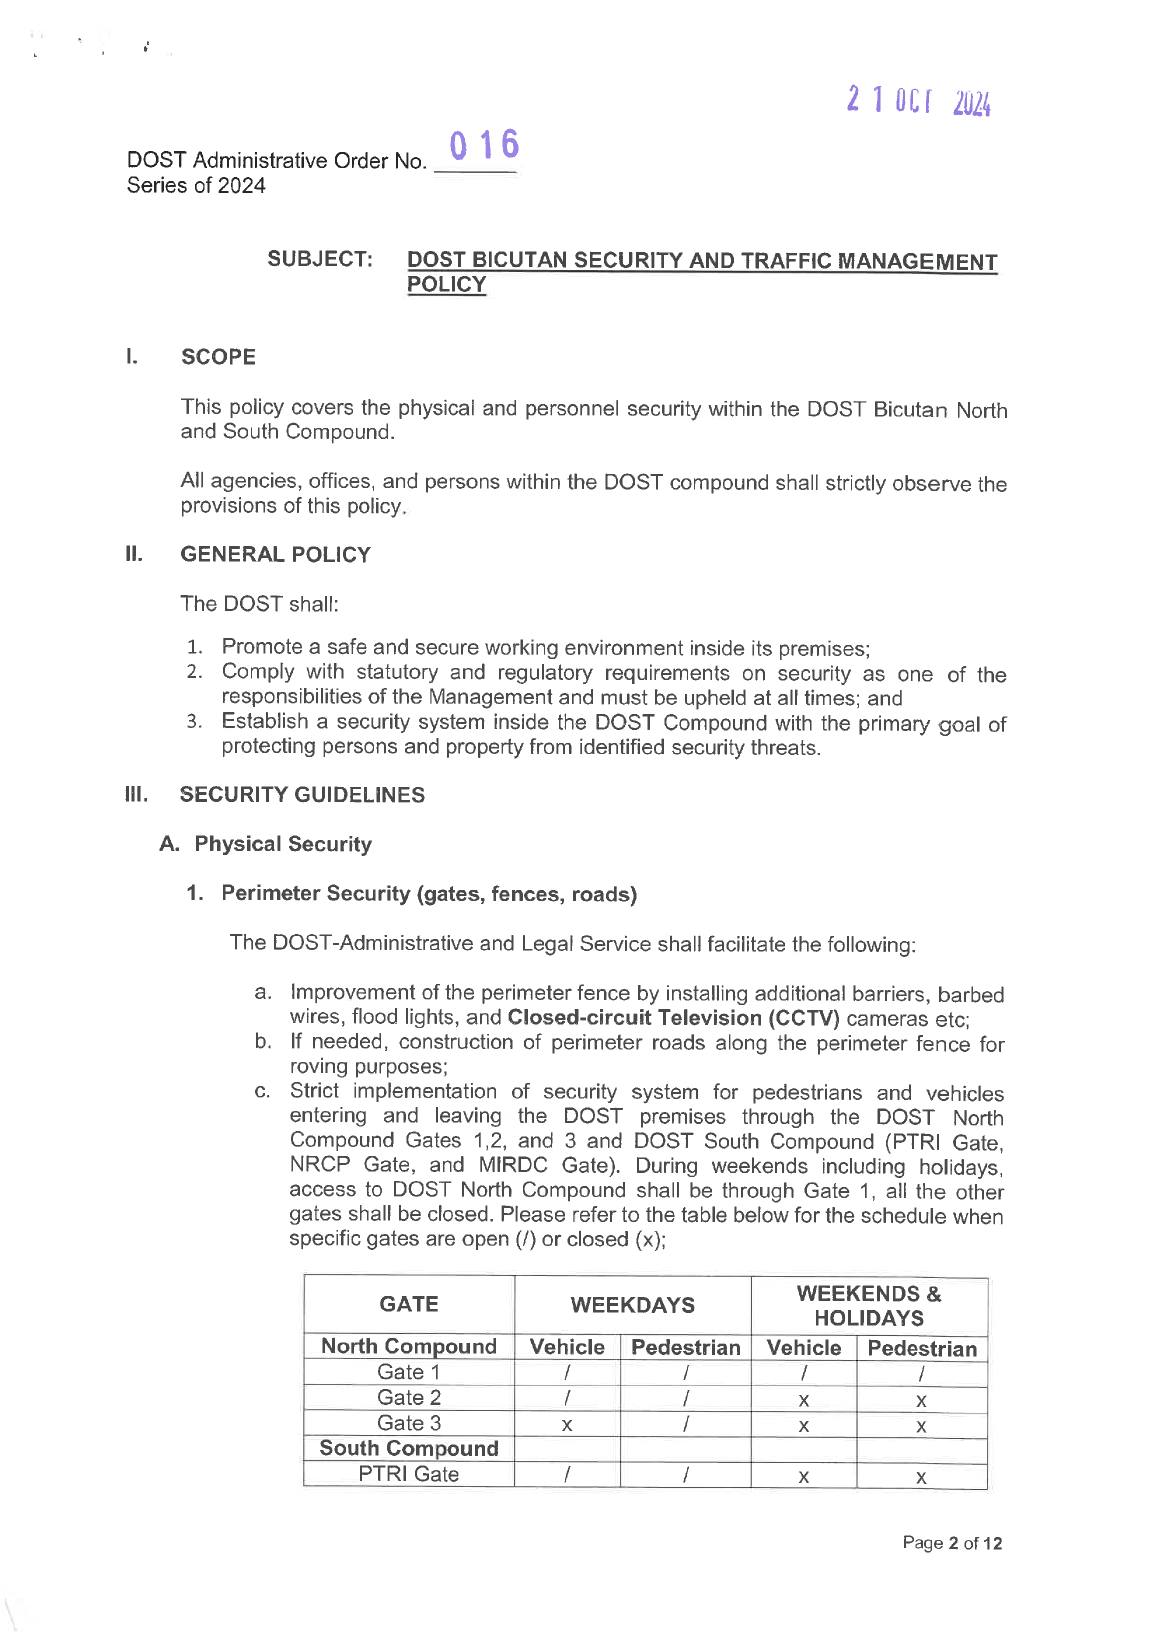 21 OCT 2024
DOST Administrative Order No. 016
Series of 2024
SUBJECT: DOST BICUTAN SECURITY AND TRAFFIC MANAGEMENT
POLICY
I. SCOPE
This policy covers the physical and personnel security within the DOST Bicutan North
and South Compound.
All agencies, offices, and persons within the DOST compound shall strictly observe the
provisions of this policy.
II. GENERAL POLICY
The DOST shall:
1. Promote a safe and secure working environment inside its premises;
2. Comply with statutory and regulatory requirements on security as one of the
responsibilities of the Management and must be upheld at all times; and
3. Establish a security system inside the DOST Compound with the primary goal of
protecting persons and property from identified security threats.
III. SECURITY GUIDELINES
A. Physical Security
1. Perimeter Security (gates, fences, roads)
The DOST-Administrative and Legal Service shall facilitate the following:
a. Improvement of the perimeter fence by installing additional barriers, barbed
wires, flood lights, and Closed-circuit Television (CCTV) cameras etc;
b. If needed, construction of perimeter roads along the perimeter fence for
roving purposes;
c. Strict implementation of security system for pedestrians and vehicles
entering and leaving the DOST premises through the DOST North
Compound Gates 1,2, and 3 and DOST South Compound (PTRI Gate,
NRCP Gate, and MIRDC Gate). During weekends including holidays,
access to DOST North Compound shall be through Gate 1, all the other
gates shall be closed. Please refer to the table below for the schedule when
specific gates are open (/) or closed (x);
GATE WEEKDAYS WEEKENDS &
HOLIDAYS
North Compound Vehicle Pedestrian Vehicle Pedestrian
Gate 1 / / / /
Gate 2 / / x x
Gate 3 x / x x
South Compound
PTRI Gate / / x x
Page 2 of 12